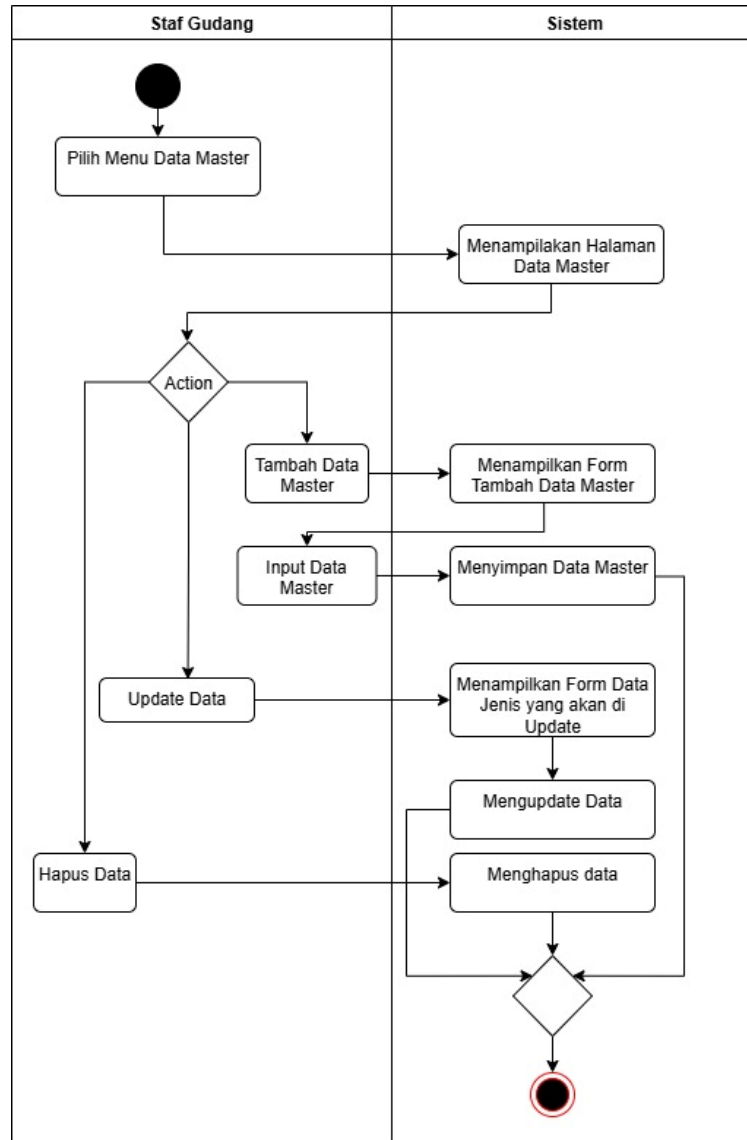 Staf Gudang
Sistem
Pilih Menu Data Master
Menampilakan Halaman
Data Master
Action
Tambah Data
Master
Menampilkan Form
Tambah Data Master
Input Data
Master
Menyimpan Data Master
Update Data
Menampilkan Form Data
Jenis yang akan di
Update
Mengupdate Data
Hapus Data
Menghapus data